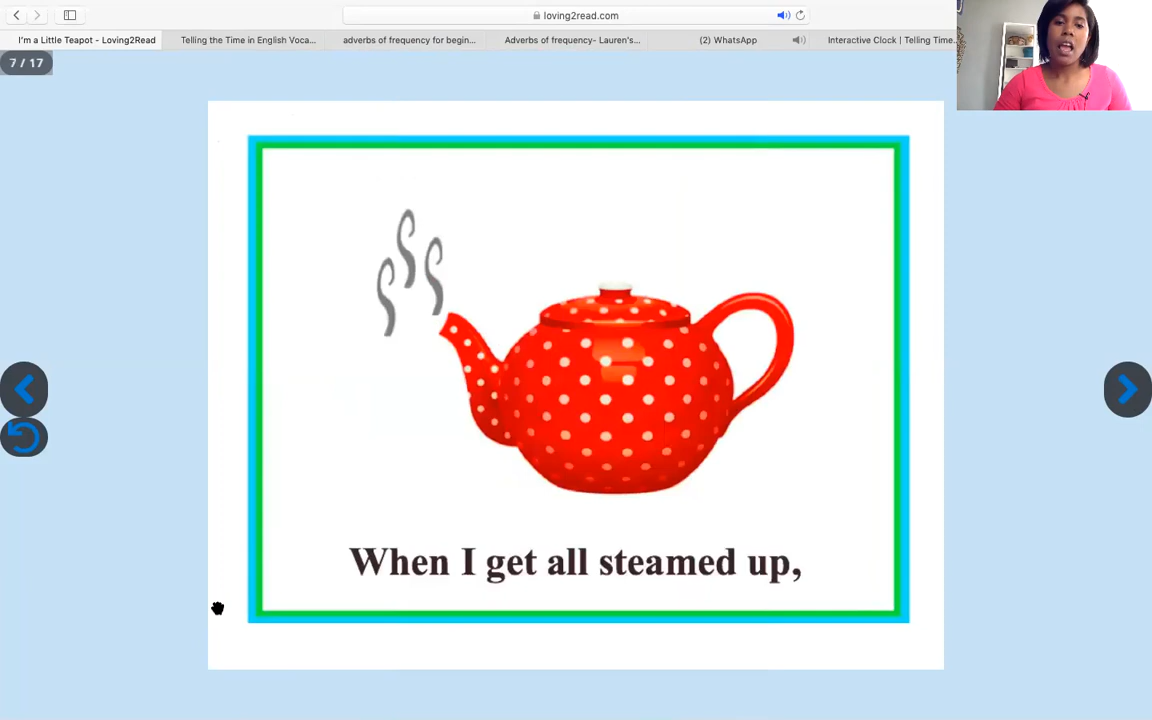 loving2read.com
I'm a Little Teapot - Loving2Read
Telling the Time in English Voca...
adverbs of frequency for begin...
Adverbs of frequency- Lauren's...
(2) WhatsApp
Interactive Clock | Telling Time.
7 / 17
When I get all steamed up,